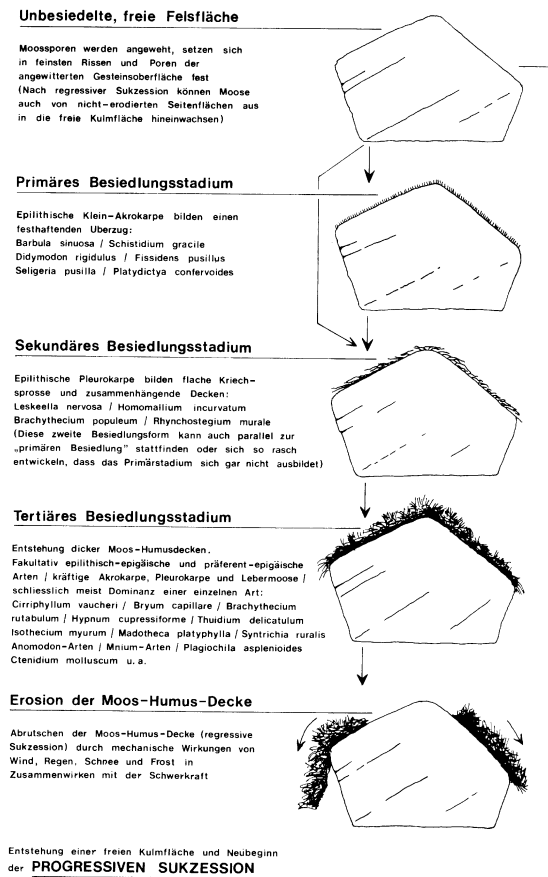 Unbesiedelte, freie Felsfläche
Moossporen werden angeweht, setzen sich
in feinsten Rissen und Poren der
angewitterten Gesteinsoberfläche fest
(Nach regressiver Sukzession können Moose
auch von nicht-erodierten Seitenflächen aus
in die freie Kulmfläche hineinwachsen)
Primäres Besiedlungsstadium
Epilithische Klein-Akrokarpe bilden einen
festhaftenden Uberzug:
Barbula sinuosa / Schistidium gracile
Didymodon rigidulus / Fissidens pusillus
Seligeria pusilla / Platydictya confervoides
Sekundäres Besiedlungsstadium
Epilithische Pleurokarpe bilden flache Kriech-
sprosse und zusammenhängende Decken:
Leskeella nervosa / Homomallium incurvatum
Brachythecium populeum / Rhynchostegium murale
(Diese zweite Besiedlungsform kann auch parallel zur
„primären Besiedlung" stattfinden oder sich so rasch
entwickeln, dass das Primärstadium sich gar nicht ausbildet)
Tertiäres Besiedlungsstadium
Entstehung dicker Moos-Humusdecken.
Fakultativ epilithisch-epigäische und präferent-epigäische
Arten / kräftige Akrokarpe, Pleurokarpe und Lebermoose /
schliesslich meist Dominanz einer einzelnen Art:
Cirriphyllum vaucheri / Bryum capillare / Brachythecium
rutabulum / Hypnum cupressiforme / Thuidium delicatulum
Isothecium myurum / Madotheca platyphylla / Syntrichia ruralis
Anomodon-Arten / Mnium-Arten / Plagiochila asplenioides
Ctenidium molluscum u. a.
Erosion der Moos-Humus-Decke
Abrutschen der Moos-Humus-Decke (regressive
Sukzession) durch mechanische Wirkungen von
Wind, Regen, Schnee und Frost in
Zusammenwirken mit der Schwerkraft
Entstehung einer freien Kulmfläche und Neubeginn
der PROGRESSIVEN SUKZESSION